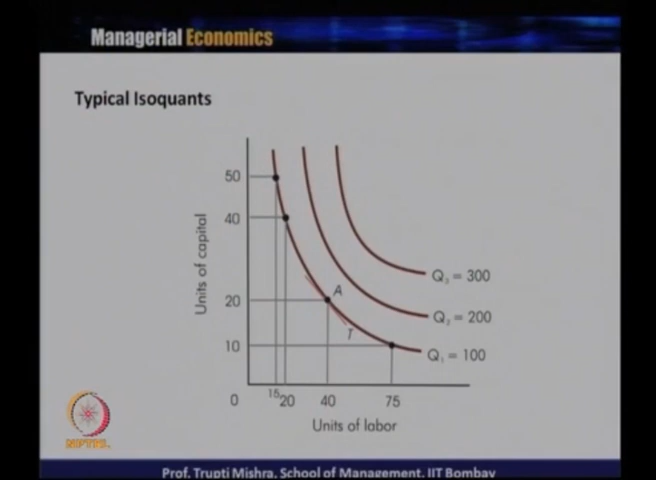 Managerial Economics
Typical Isoquants
50
40
20
10
0
15
20
40
75
Units of capital
Units of labor
A
T
Q₃ = 300
Q₂ = 200
Q₁ = 100
NPTEL
Prof. Trupti Mishra, School of Management, IIT Bombay